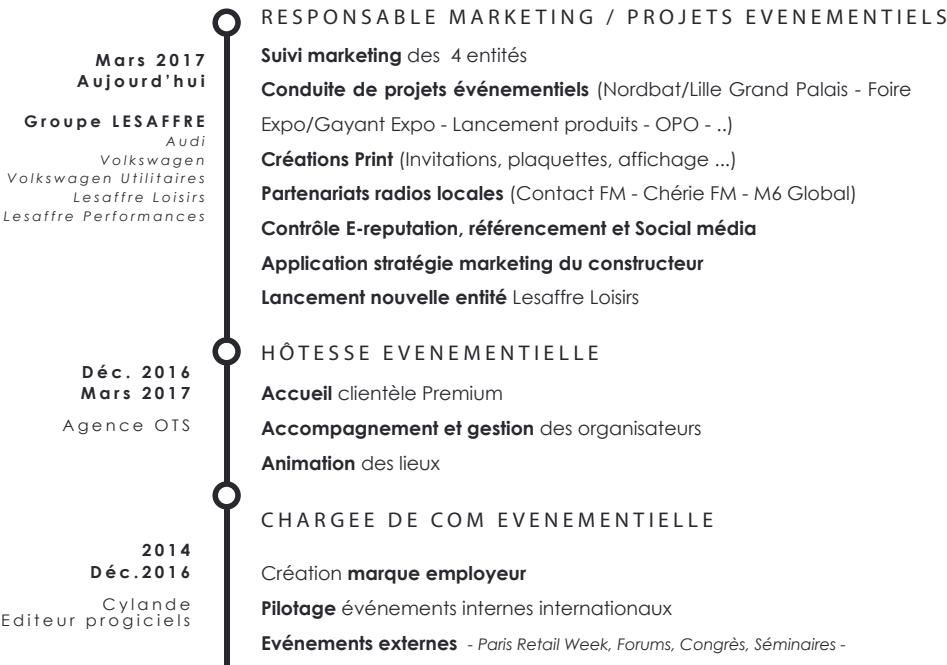 RESPONSABLE MARKETING / PROJETS EVENEMENTIELS
Mars 2017
Aujourd'hui
Groupe LESAFFRE
Audi
Volkswagen
Volkswagen Utilitaires
Lesaffre Loisirs
Lesaffre Performances
Suivi marketing des 4 entités
Conduite de projets événementiels (Nordbat/Lille Grand Palais - Foire
Expo/Gayant Expo - Lancement produits - OPO - ..)
Créations Print (Invitations, plaquettes, affichage ...)
Partenariats radios locales (Contact FM - Chérie FM - M6 Global)
Contrôle E-reputation, référencement et Social média
Application stratégie marketing du constructeur
Lancement nouvelle entité Lesaffre Loisirs
HÔTESSE EVENEMENTIELLE
Déc. 2016
Mars 2017
Agence OTS
Accueil clientèle Premium
Accompagnement et gestion des organisateurs
Animation des lieux
CHARGEE DE COM EVENEMENTIELLE
2014
Déc.2016
Cylande
Editeur progiciels
Création marque employeur
Pilotage événements internes internationaux
Evénements externes - Paris Retail Week, Forums, Congrès, Séminaires -